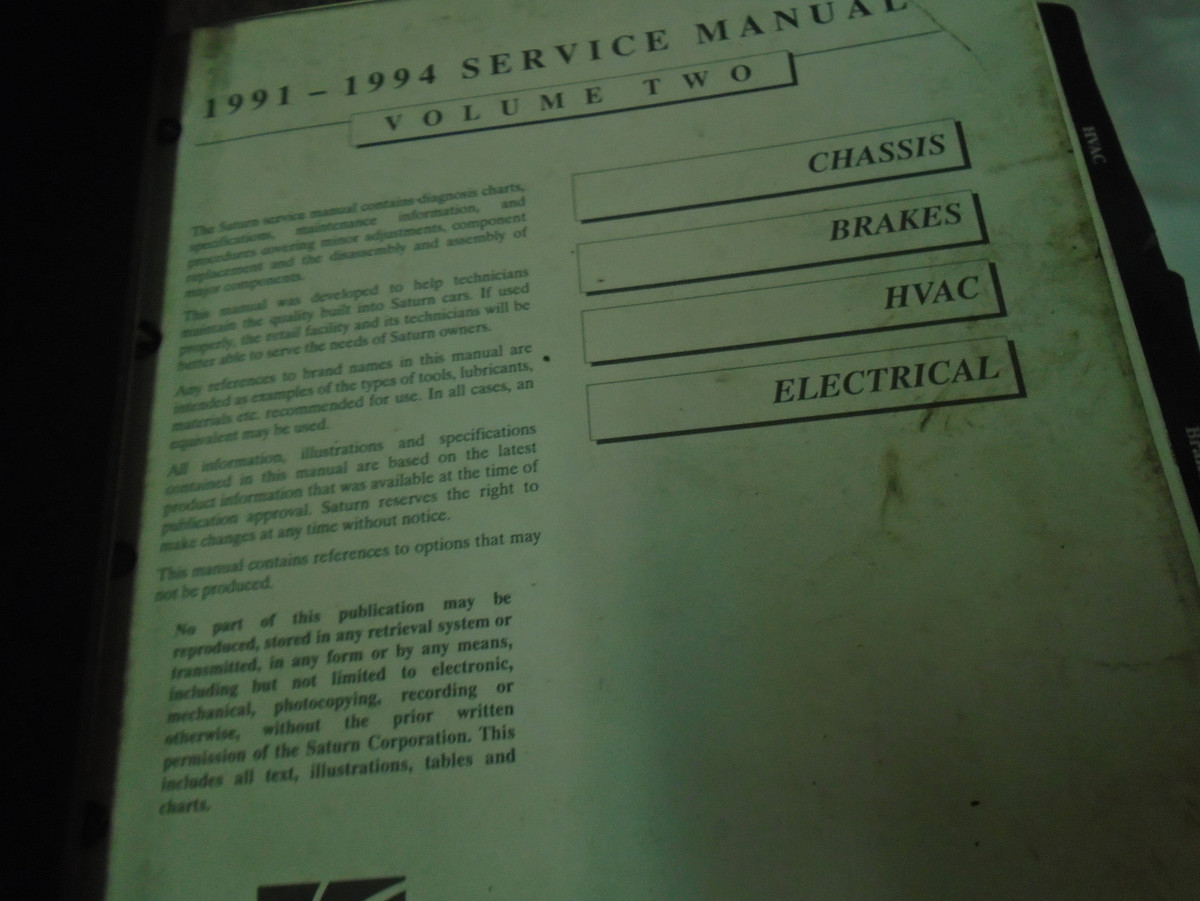 1991 – 1994 SERVICE MANUAL
VOLUME TWO
The Saturn service manual contains diagnosis charts,
specifications, maintenance information, and
procedures covering minor adjustments, component
replacement and the disassembly and assembly of
major components.
This manual was developed to help technicians
maintain the quality built into Saturn cars. If used
properly, the retail facility and its technicians will be
better able to serve the needs of Saturn owners.
Any references to brand names in this manual are
intended as examples of the types of tools, lubricants,
materials etc. recommended for use. In all cases, an
equivalent may be used.
All information, illustrations and specifications
contained in this manual are based on the latest
product information that was available at the time of
publication approval. Saturn reserves the right to
make changes at any time without notice.
This manual contains references to options that may
not be produced.
No part of this publication may be
reproduced, stored in any retrieval system or
transmitted, in any form or by any means,
including but not limited to electronic,
mechanical, photocopying, recording or
otherwise, without the prior written
permission of the Saturn Corporation. This
includes all text, illustrations, tables and
charts.
CHASSIS
BRAKES
HVAC
ELECTRICAL
HVAC